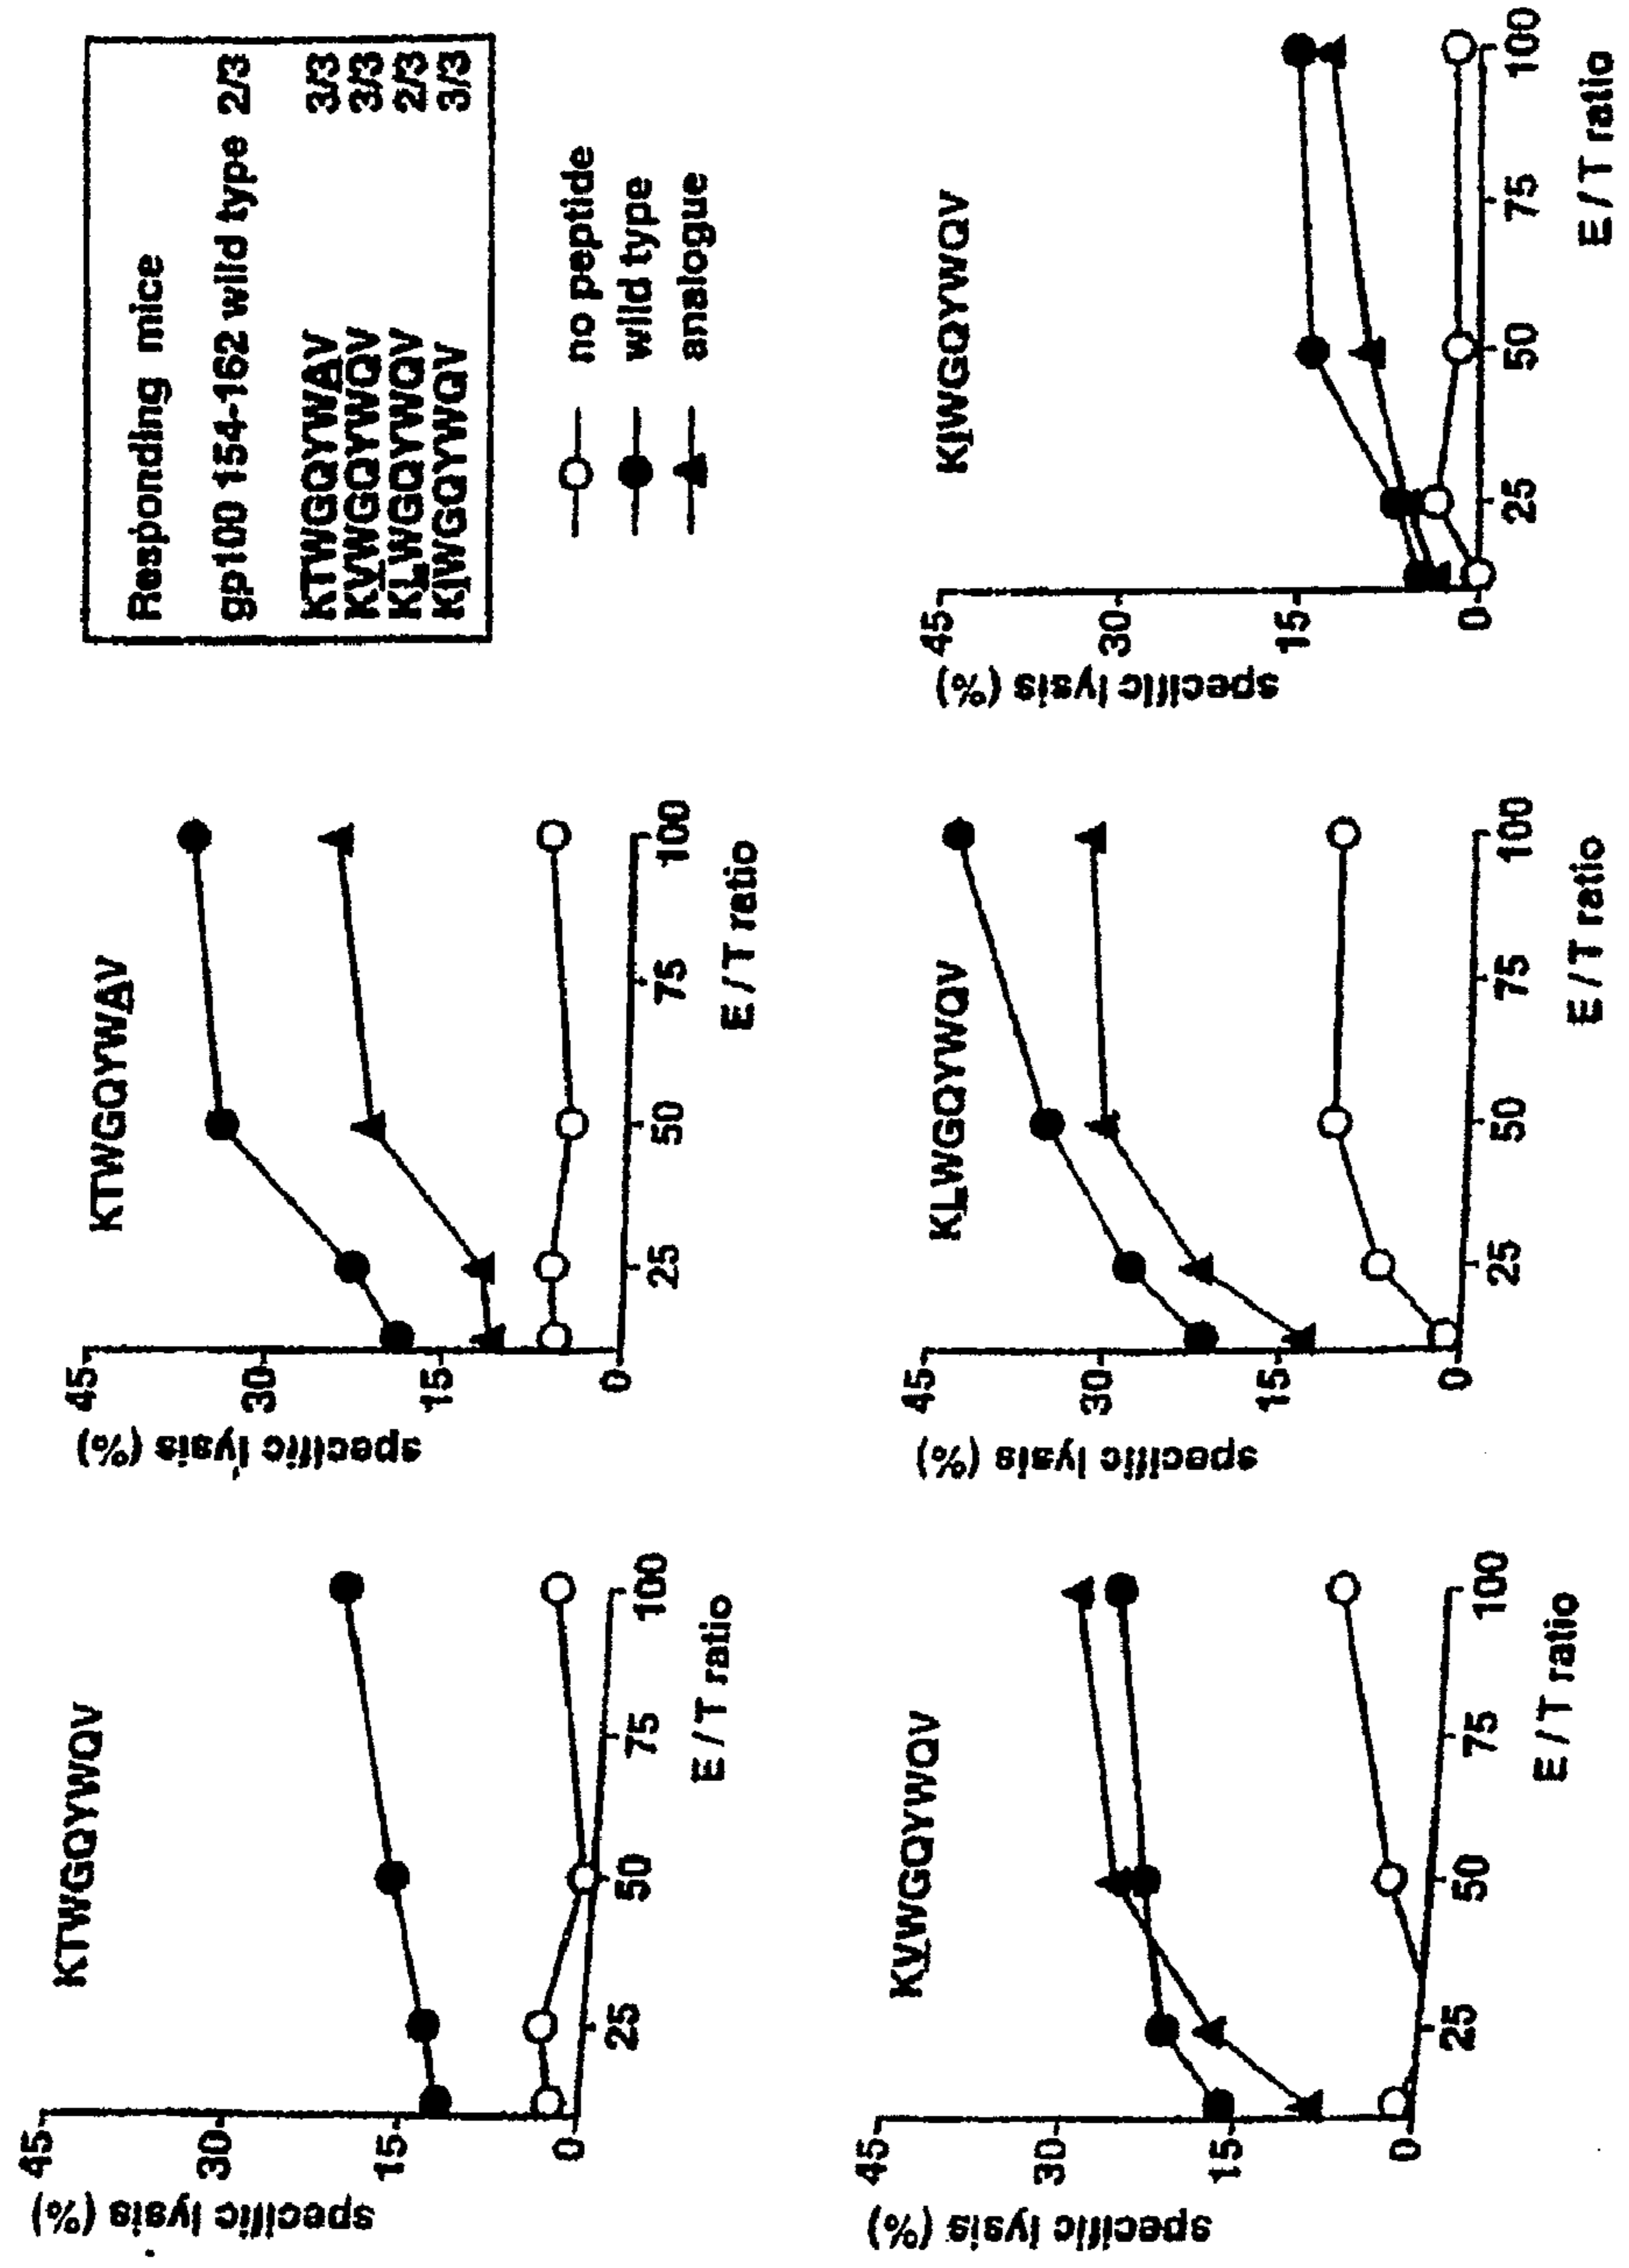 KTWGQYWQV
specific lysis (%)
45
30
15
0
25
50
75
100
E / T ratio
KTWGQYWAV
specific lysis (%)
45
30
15
0
25
50
75
100
E / T ratio
Responding mice
gp100 154-162 wild type 2/3
KTWGQYWAV 3/3
KVWGQYWQV 3/3
KLWGQYWQV 2/3
KIWGQYWQV 3/3
no peptide
wild type
analogue
KVWGQYWQV
specific lysis (%)
45
30
15
0
25
50
75
100
E / T ratio
KLWGQYWQV
specific lysis (%)
45
30
15
0
25
50
75
100
E / T ratio
KIWGQYWQV
specific lysis (%)
45
30
15
0
25
50
75
100
E / T ratio